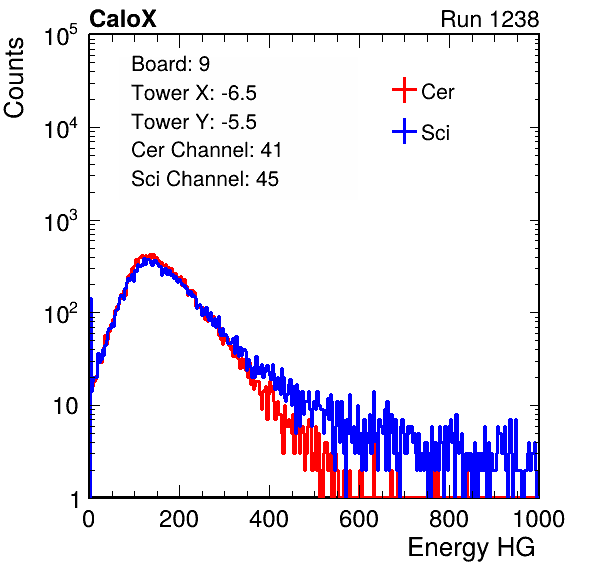 CaloX Run 1238
Counts
10^5
10^4
10^3
10^2
10
1
Board: 9
Tower X: -6.5
Tower Y: -5.5
Cer Channel: 41
Sci Channel: 45
Cer
Sci
0 200 400 600 800 1000
Energy HG